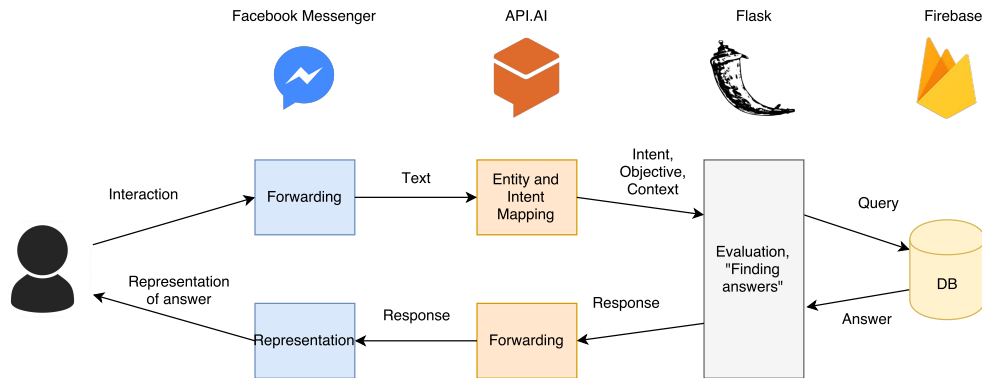 Facebook Messenger
API.AI
Flask
Firebase
Interaction
Forwarding
Text
Entity and
Intent
Mapping
Intent,
Objective,
Context
Evaluation,
"Finding
answers"
Query
DB
Answer
Response
Forwarding
Response
Representation
Representation
of answer